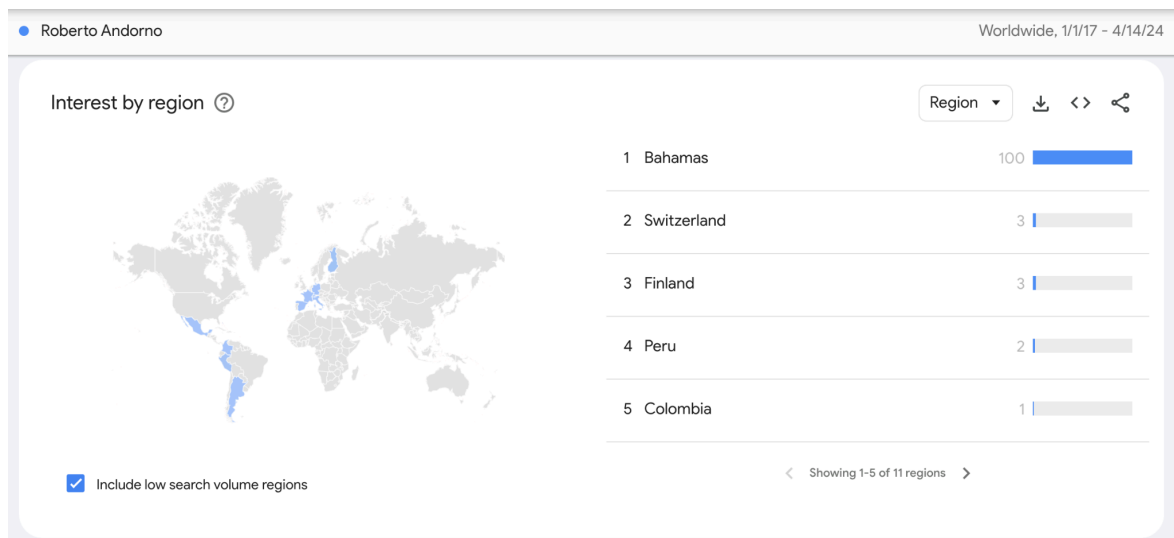 Roberto Andorno
Worldwide, 1/1/17 - 4/14/24
Interest by region ?
Region
1 Bahamas 100
2 Switzerland 3
3 Finland 3
4 Peru 2
5 Colombia 1
Include low search volume regions
Showing 1-5 of 11 regions